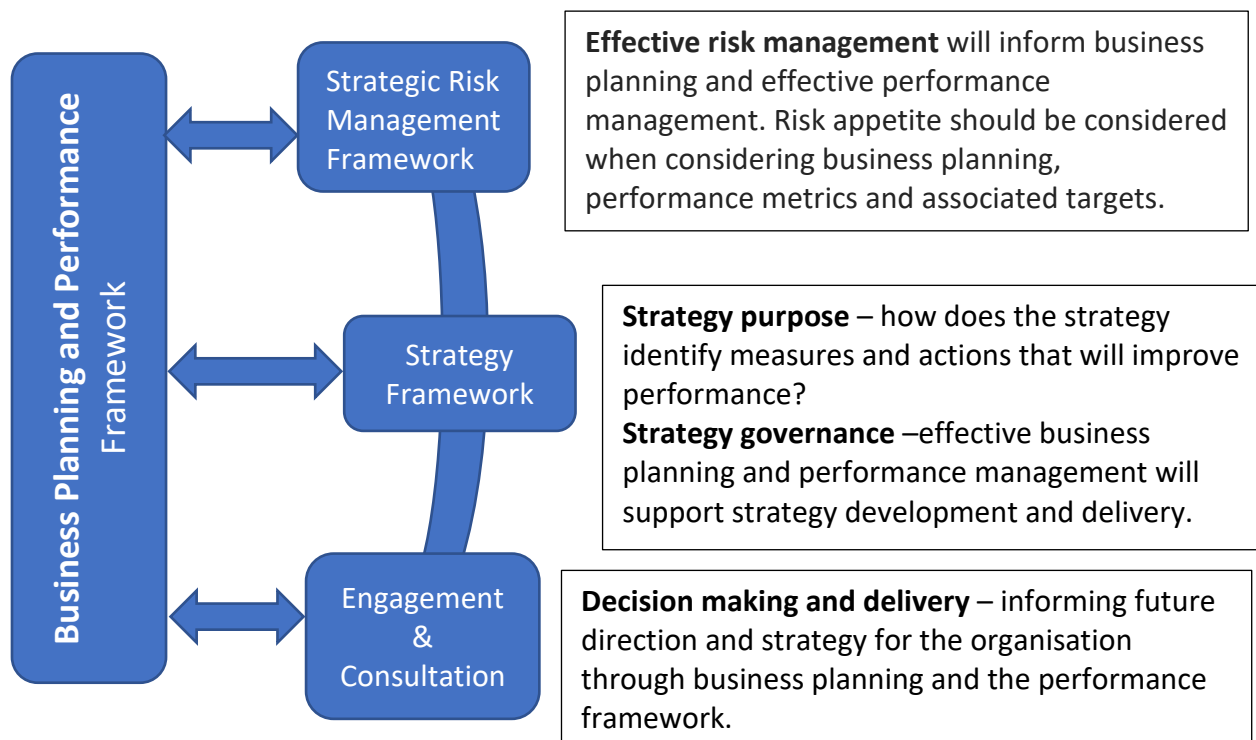 Business Planning and Performance
Framework
Strategic Risk
Management
Framework
Effective risk management will inform business
planning and effective performance
management. Risk appetite should be considered
when considering business planning,
performance metrics and associated targets.
Strategy
Framework
Strategy purpose – how does the strategy
identify measures and actions that will improve
performance?
Strategy governance –effective business
planning and performance management will
support strategy development and delivery.
Engagement
&
Consultation
Decision making and delivery – informing future
direction and strategy for the organisation
through business planning and the performance
framework.